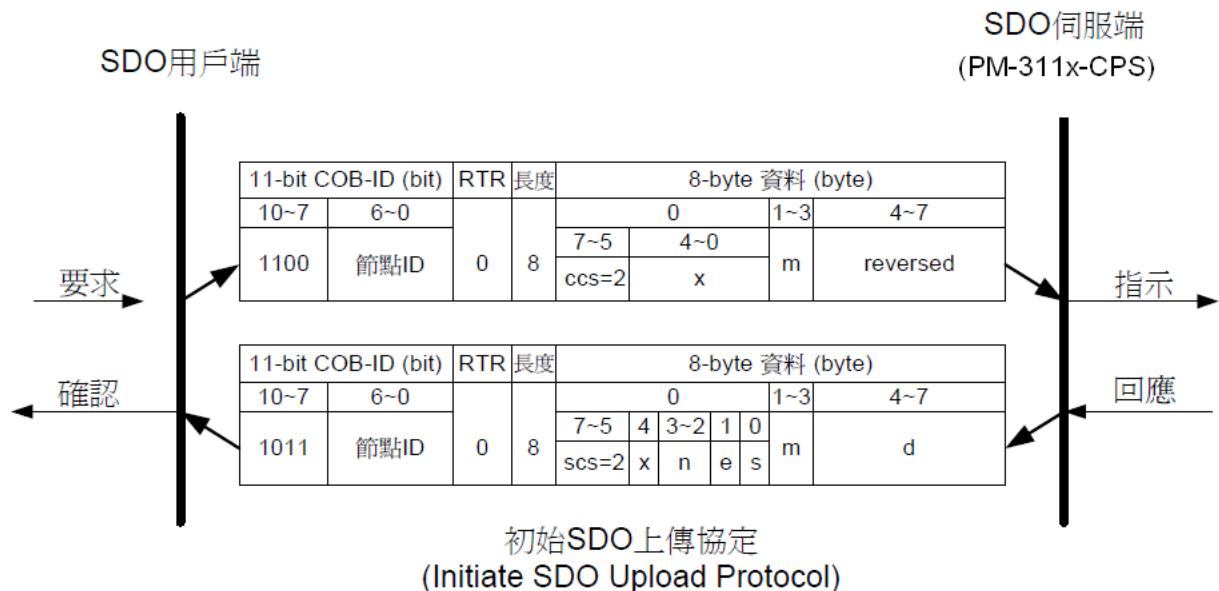 SDO用戶端
SDO伺服端
(PM-311x-CPS)
11-bit COB-ID (bit) RTR 長度 8-byte 資料 (byte)
10~7 6~0 0 1~3 4~7
7~5 4~0
1100 節點ID 0 8 ccs=2 x m reversed
要求
指示
11-bit COB-ID (bit) RTR 長度 8-byte 資料 (byte)
10~7 6~0 0 1~3 4~7
7~5 4 3~2 1 0
1011 節點ID 0 8 scs=2 x n e s m d
確認
回應
初始SDO上傳協定
(Initiate SDO Upload Protocol)